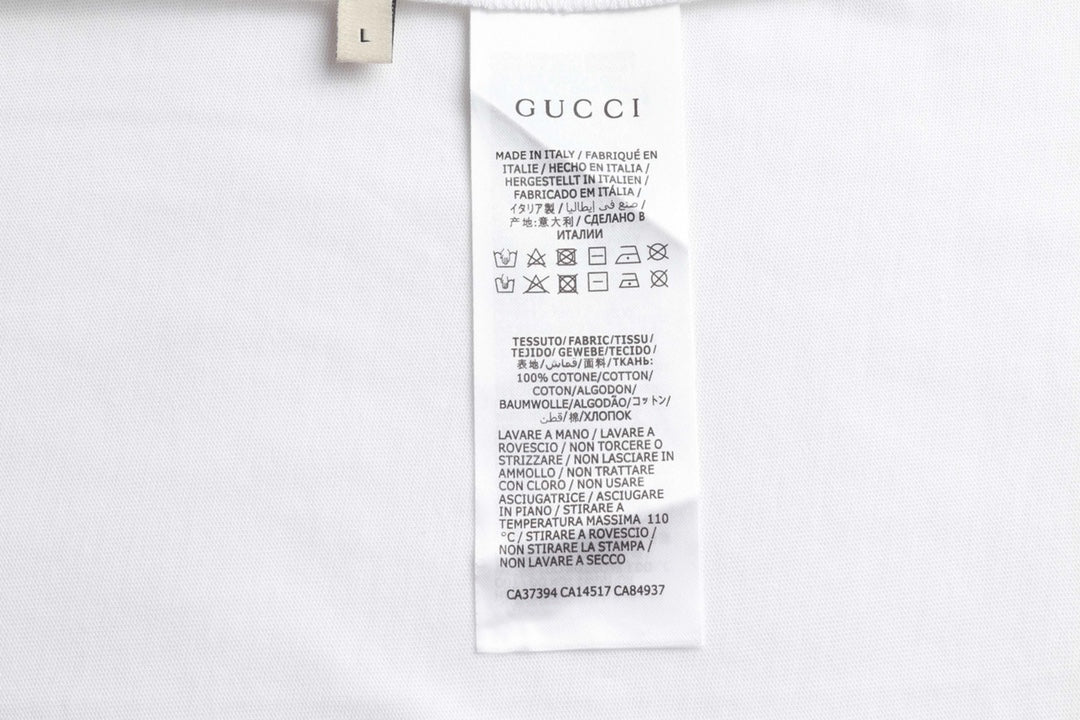 L
GUCCI
MADE IN ITALY / FABRIQUÉ EN
ITALIE / HECHO EN ITALIA /
HERGESTELLT IN ITALIEN /
FABRICADO EM ITÁLIA /
イタリア製 / صنع في إيطاليا /
产地:意大利 / СДЕЛАНО В
ИТАЛИИ
TESSUTO/ FABRIC/TISSU/
TEJIDO/ GEWEBE/TECIDO/
表地/قماش/面料/ТКАНЬ:
100% COTONE/COTTON/
COTON/ALGODON/
BAUMWOLLE/ALGODÃO/コットン/
قطن/棉/ХЛОПОК
LAVARE A MANO / LAVARE A
ROVESCIO / NON TORCERE O
STRIZZARE / NON LASCIARE IN
AMMOLLO / NON TRATTARE
CON CLORO / NON USARE
ASCIUGATRICE / ASCIUGARE
IN PIANO / STIRARE A
TEMPERATURA MASSIMA 110
°C / STIRARE A ROVESCIO /
NON STIRARE LA STAMPA /
NON LAVARE A SECCO
CA37394 CA14517 CA84937